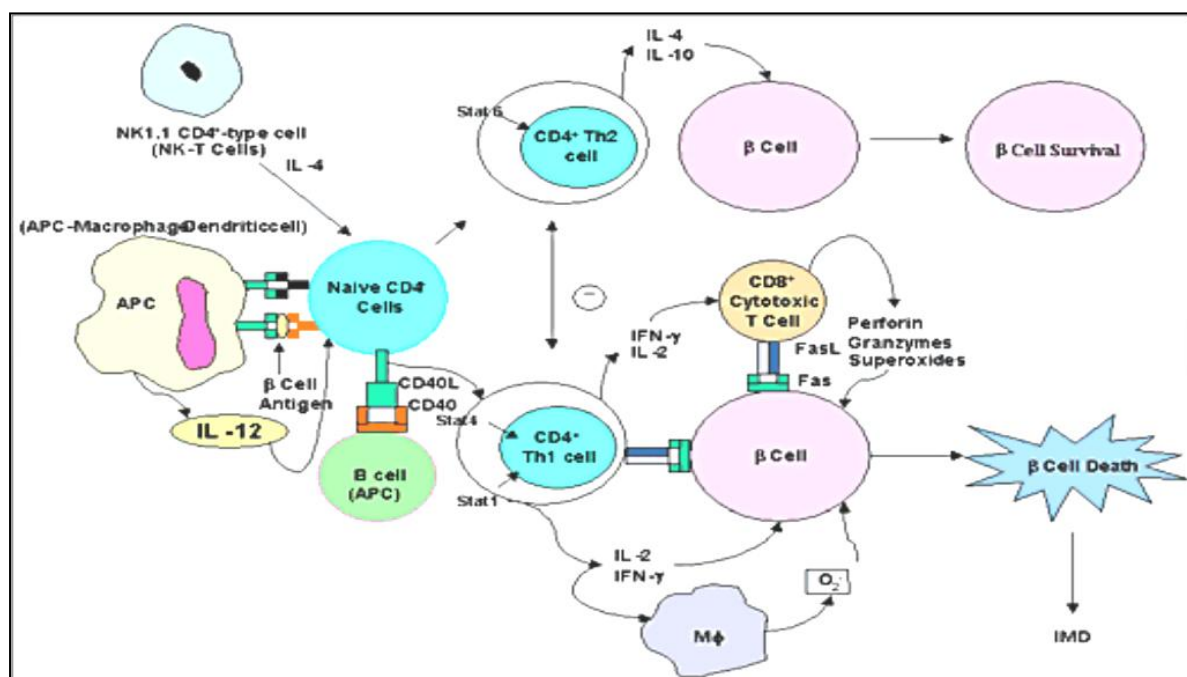 NK1.1 CD4⁺-type cell
(NK-T Cells)
IL -4
(APC-Macrophage Dendriticcell)
APC
Naive CD4⁺
Cells
β Cell
Antigen
IL -12
CD40L
CD40
B cell
(APC)
Stat 6
CD4⁺ Th2
cell
IL -4
IL -10
β Cell
β Cell Survival
−
IFN-γ
IL -2
CD8⁺
Cytotoxic
T Cell
FasL
Fas
Perforin
Granzymes
Superoxides
Stat4
CD4⁺
Th1 cell
Stat1
β Cell
β Cell Death
IL -2
IFN-γ
Mϕ
O₂⁻
IMD